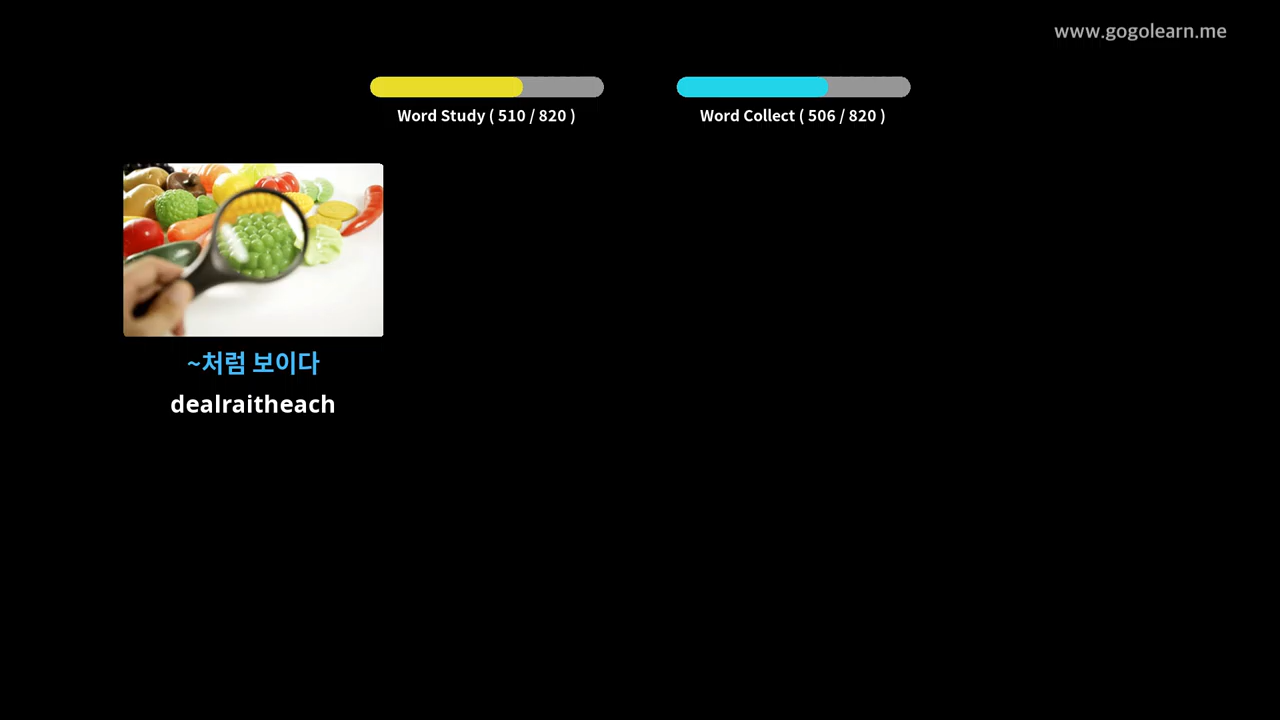 www.gogolearn.me
Word Study ( 510 / 820 )
Word Collect ( 506 / 820 )
~처럼 보이다
dealraitheach